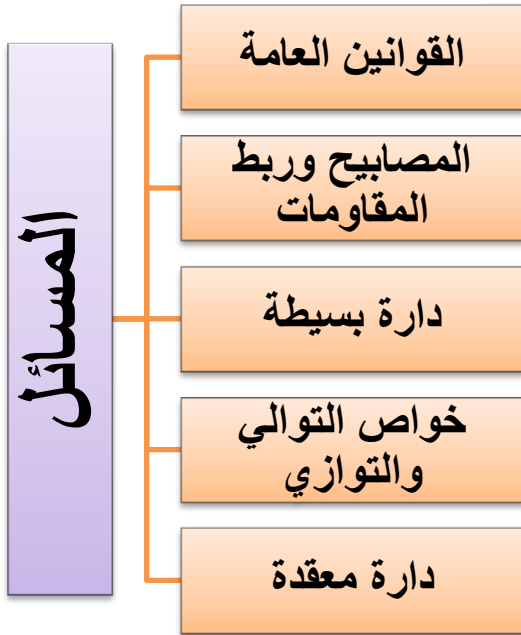 المسائل
القوانين العامة
المصابيح وربط
المقاومات
دارة بسيطة
خواص التوالي
والتوازي
دارة معقدة